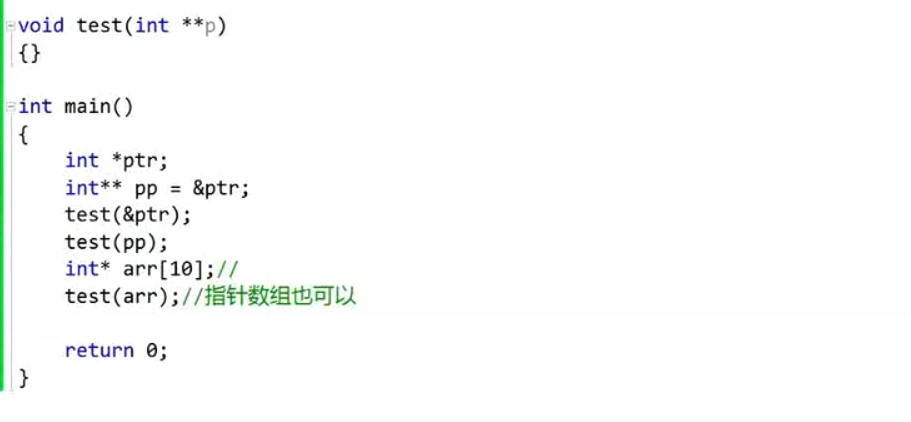 void test(int **p)
{}
int main()
{
int *ptr;
int** pp = &ptr;
test(&ptr);
test(pp);
int* arr[10];//
test(arr);//指针数组也可以
return 0;
}